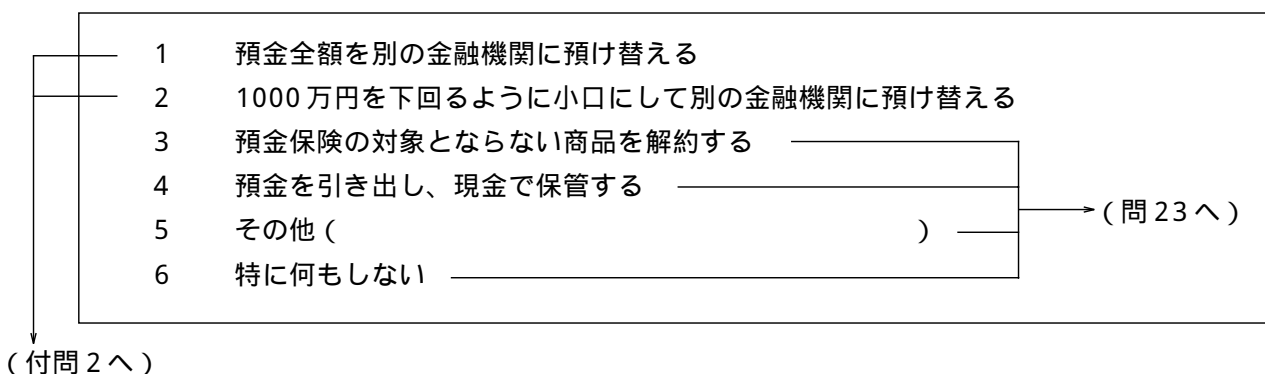 1 預金全額を別の金融機関に預け替える
2 1000万円を下回るように小口にして別の金融機関に預け替える
3 預金保険の対象とならない商品を解約する
4 預金を引き出し、現金で保管する
5 その他( )
6 特に何もしない
(問23へ)
(付問2へ)